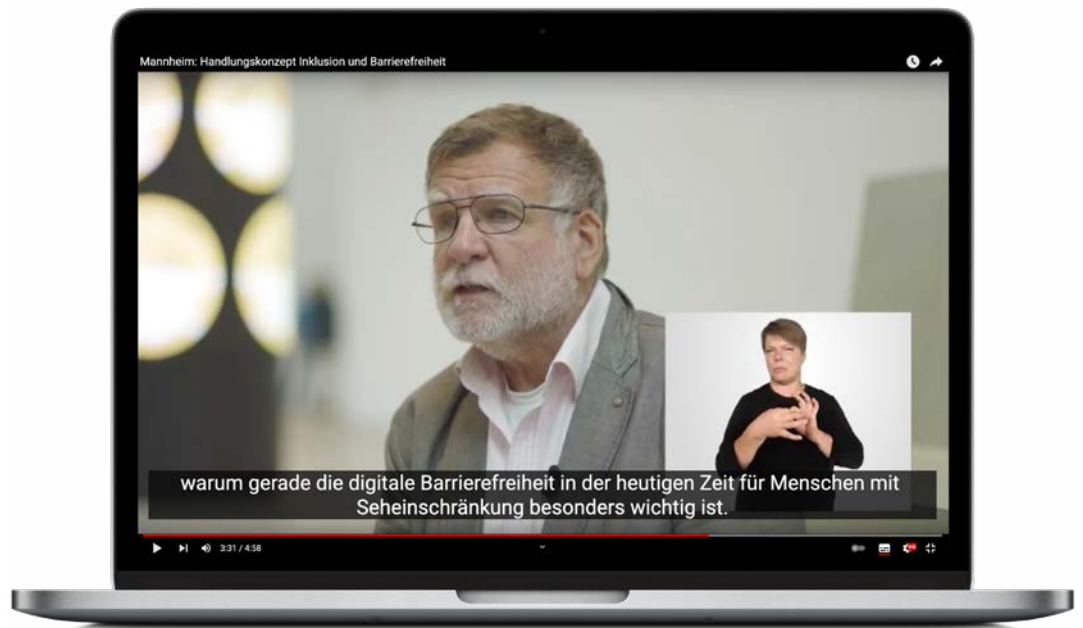 Mannheim: Handlungskonzept Inklusion und Barrierefreiheit
warum gerade die digitale Barrierefreiheit in der heutigen Zeit für Menschen mit
Seheinschränkung besonders wichtig ist.
3:31 / 4:58